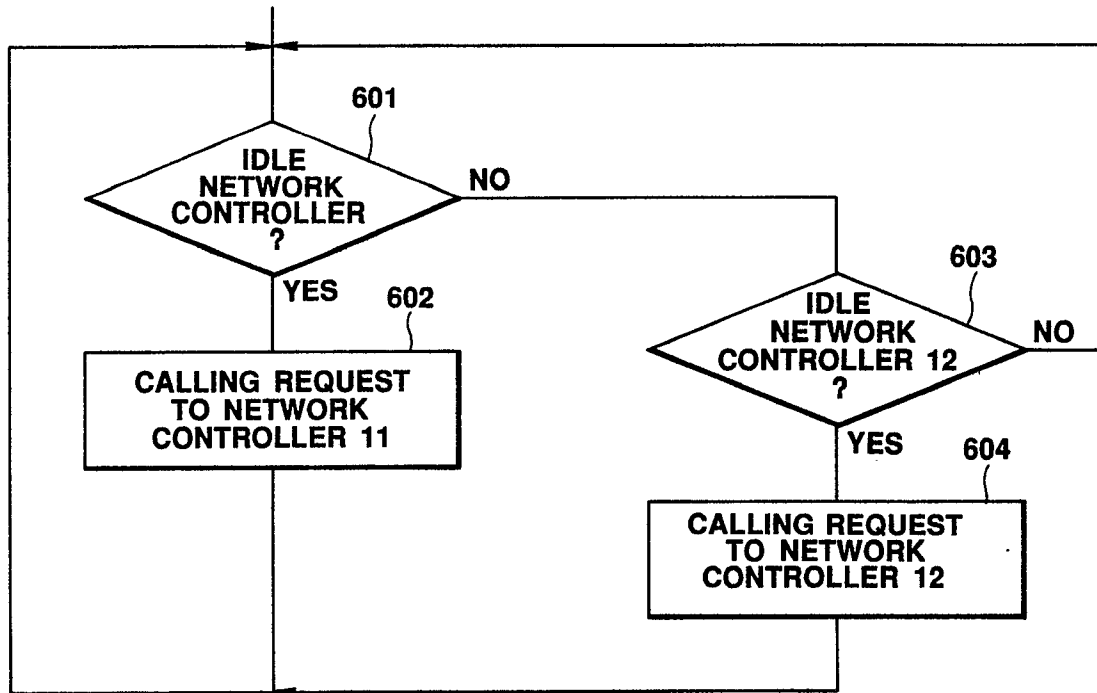 601
IDLE
NETWORK
CONTROLLER
?
NO
YES
602
CALLING REQUEST
TO NETWORK
CONTROLLER 11
603
IDLE
NETWORK
CONTROLLER 12
?
NO
YES
604
CALLING REQUEST
TO NETWORK
CONTROLLER 12